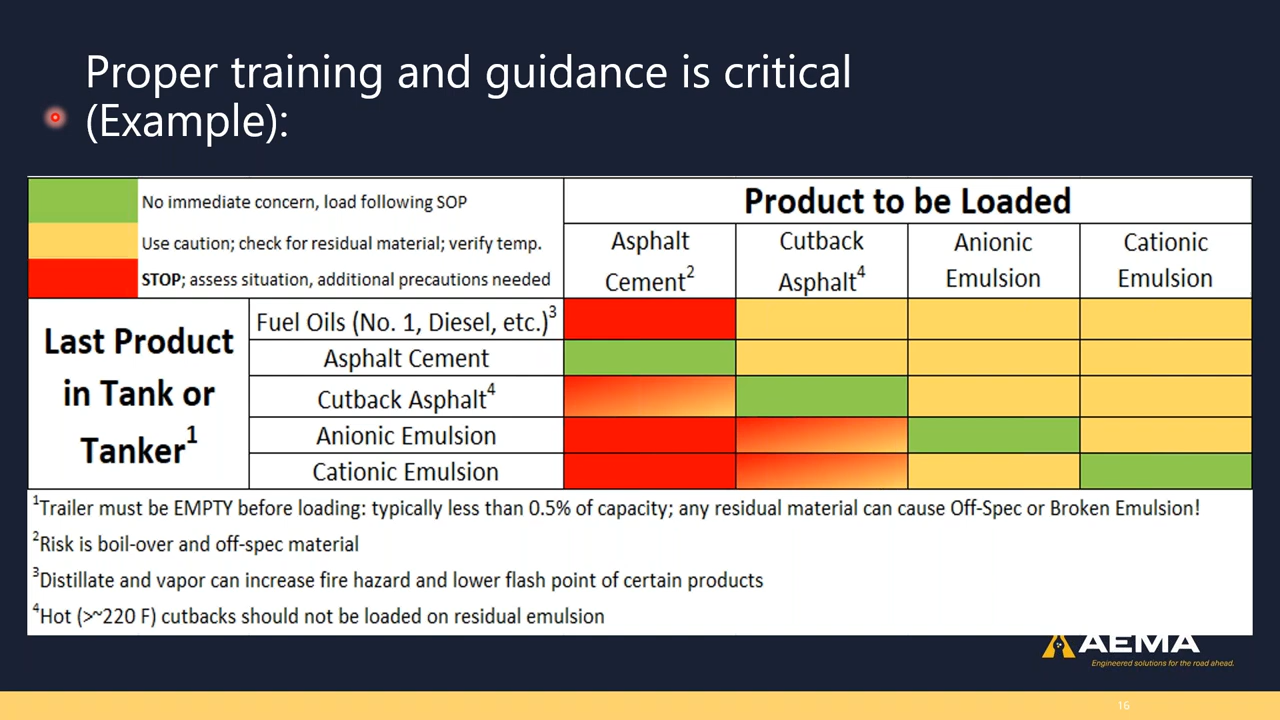 Proper training and guidance is critical
(Example):
No immediate concern, load following SOP
Use caution; check for residual material; verify temp.
STOP; assess situation, additional precautions needed
Product to be Loaded
Asphalt
Cement2
Cutback
Asphalt4
Anionic
Emulsion
Cationic
Emulsion
Last Product
in Tank or
Tanker1
Fuel Oils (No. 1, Diesel, etc.)3
Asphalt Cement
Cutback Asphalt4
Anionic Emulsion
Cationic Emulsion
1Trailer must be EMPTY before loading: typically less than 0.5% of capacity; any residual material can cause Off-Spec or Broken Emulsion!
2Risk is boil-over and off-spec material
3Distillate and vapor can increase fire hazard and lower flash point of certain products
4Hot (>~220 F) cutbacks should not be loaded on residual emulsion
AEMA
Engineered solutions for the road ahead.
16